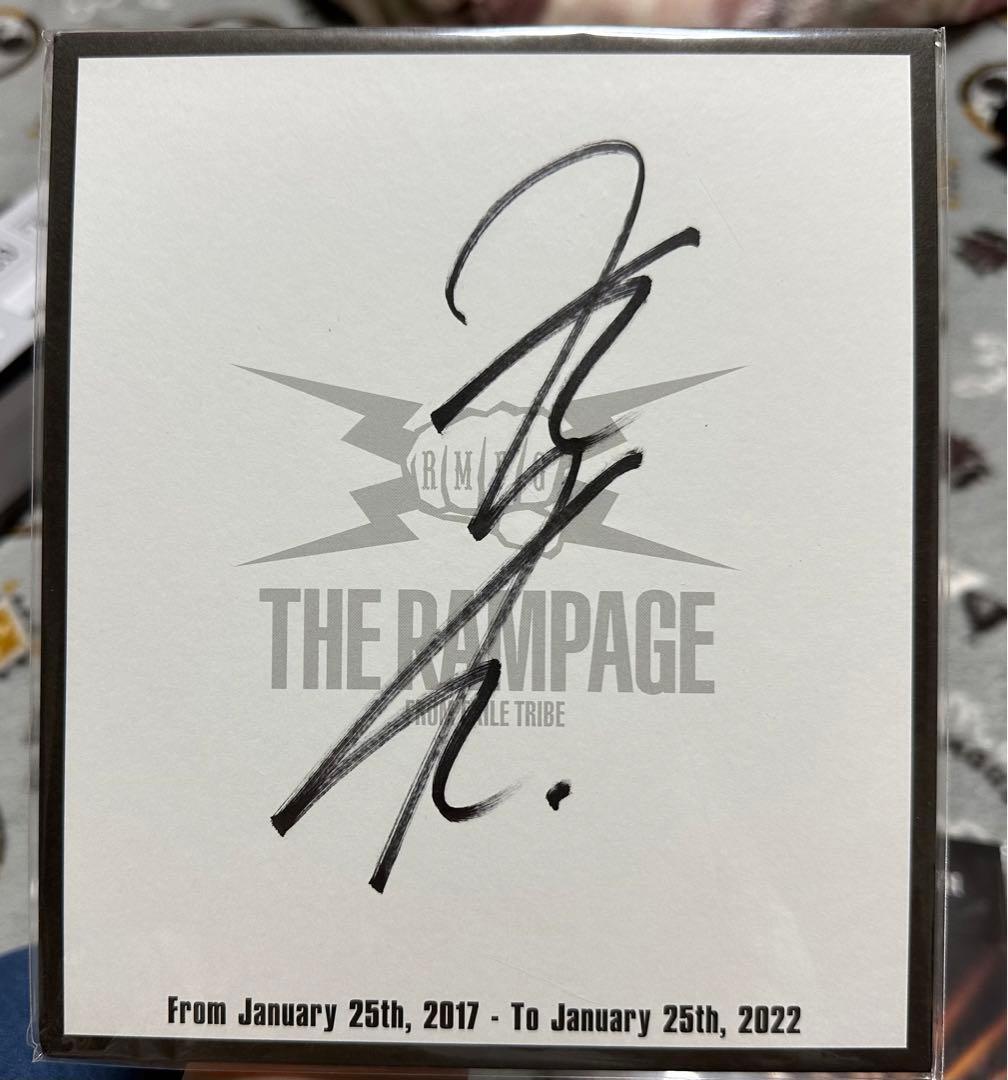 RMPG
THE RAMPAGE
FROM EXILE TRIBE
From January 25th, 2017 - To January 25th, 2022